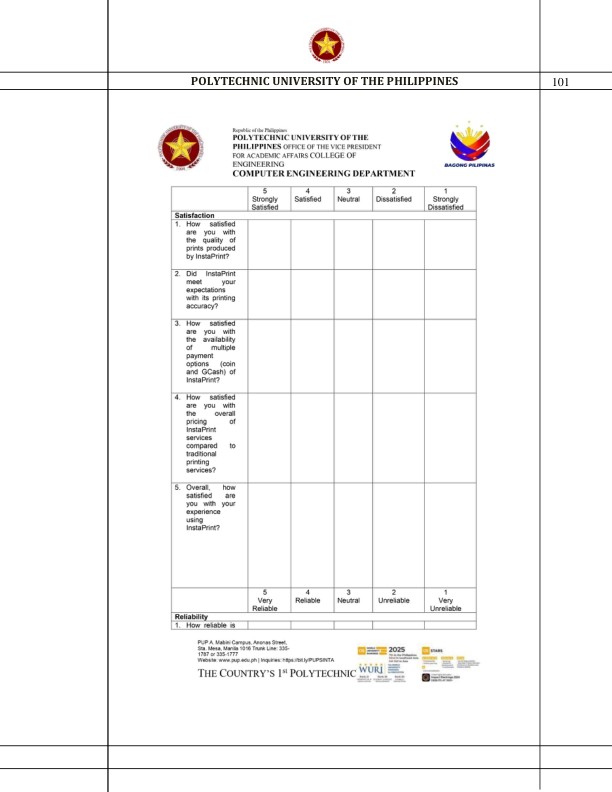 POLYTECHNIC UNIVERSITY OF THE PHILIPPINES
101
Republic of the Philippines
POLYTECHNIC UNIVERSITY OF THE
PHILIPPINES OFFICE OF THE VICE PRESIDENT
FOR ACADEMIC AFFAIRS COLLEGE OF
ENGINEERING
COMPUTER ENGINEERING DEPARTMENT
BAGONG PILIPINAS
5 4 3 2 1
Strongly Satisfied Neutral Dissatisfied Strongly
Satisfied Dissatisfied
Satisfaction
1. How satisfied
are you with
the quality of
prints produced
by InstaPrint?
2. Did InstaPrint
meet your
expectations
with its printing
accuracy?
3. How satisfied
are you with
the availability
of multiple
payment
options (coin
and GCash) of
InstaPrint?
4. How satisfied
are you with
the overall
pricing of
InstaPrint
services
compared to
traditional
printing
services?
5. Overall, how
satisfied are
you with your
experience
using
InstaPrint?
5 4 3 2 1
Very Reliable Neutral Unreliable Very
Reliable Unreliable
Reliability
1. How reliable is
PUP A. Mabini Campus, Anonas Street,
Sta. Mesa, Manila 1016 Trunk Line: 335-
1787 or 335-1777
Website: www.pup.edu.ph | Inquiries: https://bit.ly/PUPSINTA
THE COUNTRY'S 1st POLYTECHNIC
2025
STARS
WURI